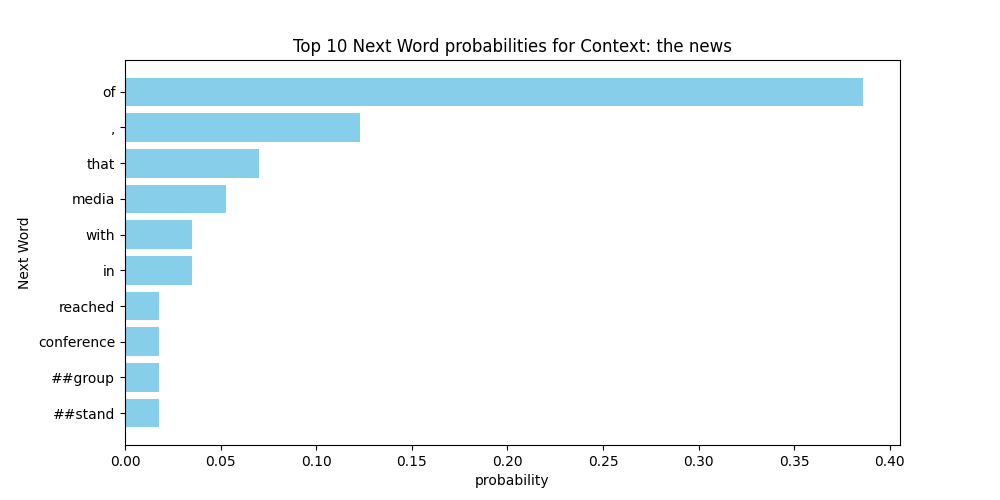 Top 10 Next Word probabilities for Context: the news
of
,
that
media
with
in
reached
conference
##group
##stand
Next Word
0.00 0.05 0.10 0.15 0.20 0.25 0.30 0.35 0.40
probability